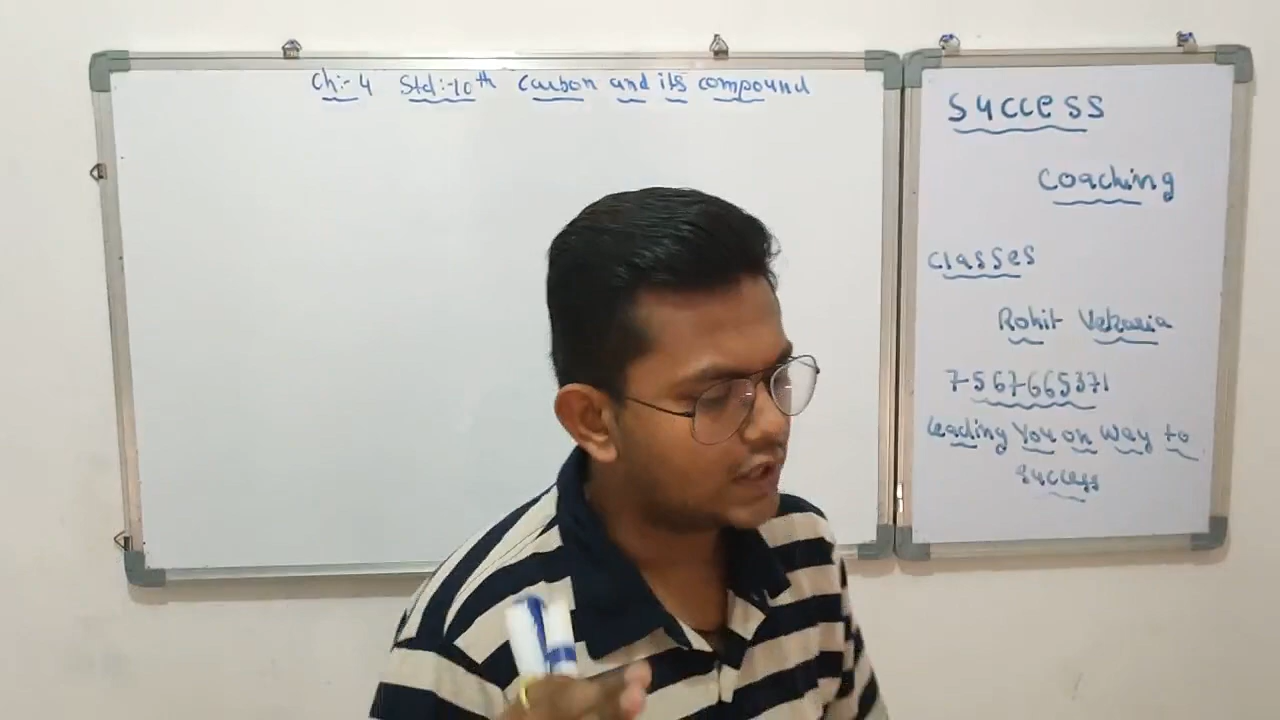 Ch:- 4 Std:-10th Carbon and its compound
Success
Coaching
Classes
Rohit Vekaria
7567665371
Leading You on Way to
Success